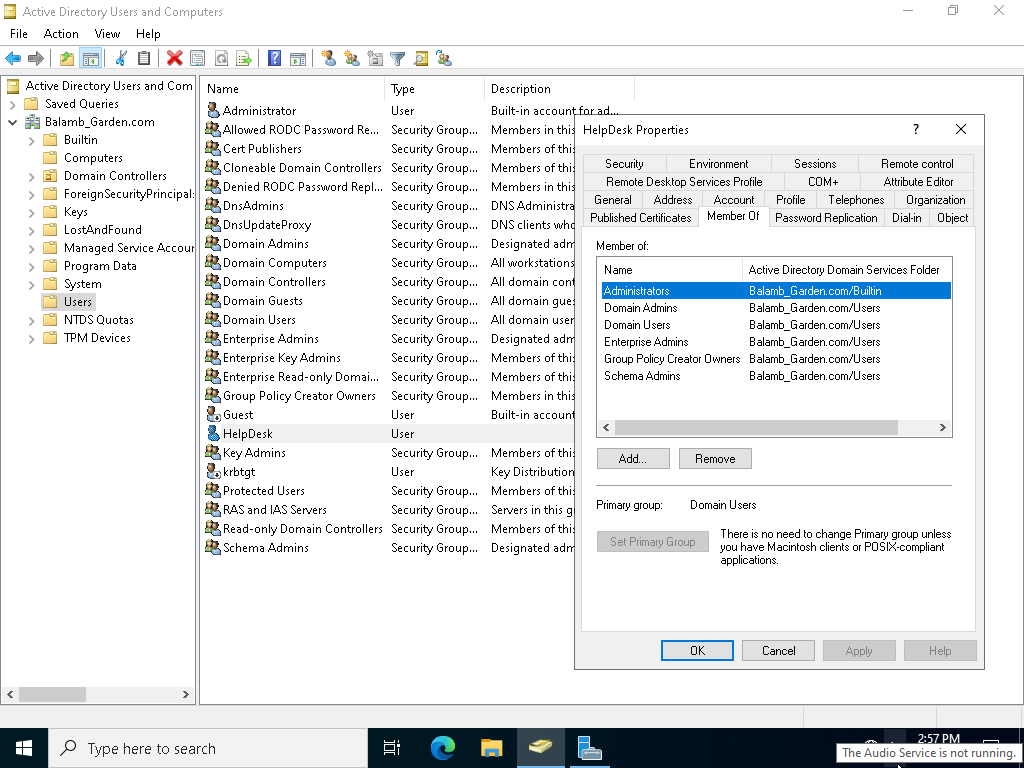 Active Directory Users and Computers
File Action View Help
Active Directory Users and Com
Saved Queries
Balamb_Garden.com
Builtin
Computers
Domain Controllers
ForeignSecurityPrincipals
Keys
LostAndFound
Managed Service Accoun
Program Data
System
Users
NTDS Quotas
TPM Devices
Name Type Description
Administrator User Built-in account for ad...
Allowed RODC Password Re... Security Group... Members in this
Cert Publishers Security Group... Members of this
Cloneable Domain Controllers Security Group... Members of this
Denied RODC Password Repl... Security Group... Members in this
DnsAdmins Security Group... DNS Administra
DnsUpdateProxy Security Group... DNS clients who
Domain Admins Security Group... Designated adm
Domain Computers Security Group... All workstations
Domain Controllers Security Group... All domain cont
Domain Guests Security Group... All domain gues
Domain Users Security Group... All domain user
Enterprise Admins Security Group... Designated adm
Enterprise Key Admins Security Group... Members of this
Enterprise Read-only Domai... Security Group... Members of this
Group Policy Creator Owners Security Group... Members in this
Guest User Built-in account
HelpDesk User
Key Admins Security Group... Members of this
krbtgt User Key Distribution
Protected Users Security Group... Members of this
RAS and IAS Servers Security Group... Servers in this g
Read-only Domain Controllers Security Group... Members of this
Schema Admins Security Group... Designated adm
HelpDesk Properties ?
Security Environment Sessions Remote control
Remote Desktop Services Profile COM+ Attribute Editor
General Address Account Profile Telephones Organization
Published Certificates Member Of Password Replication Dial-in Object
Member of:
Name Active Directory Domain Services Folder
Administrators Balamb_Garden.com/Builtin
Domain Admins Balamb_Garden.com/Users
Domain Users Balamb_Garden.com/Users
Enterprise Admins Balamb_Garden.com/Users
Group Policy Creator Owners Balamb_Garden.com/Users
Schema Admins Balamb_Garden.com/Users
Add... Remove
Primary group: Domain Users
Set Primary Group
There is no need to change Primary group unless
you have Macintosh clients or POSIX-compliant
applications.
OK Cancel Apply Help
Type here to search
2:57 PM
The Audio Service is not running.